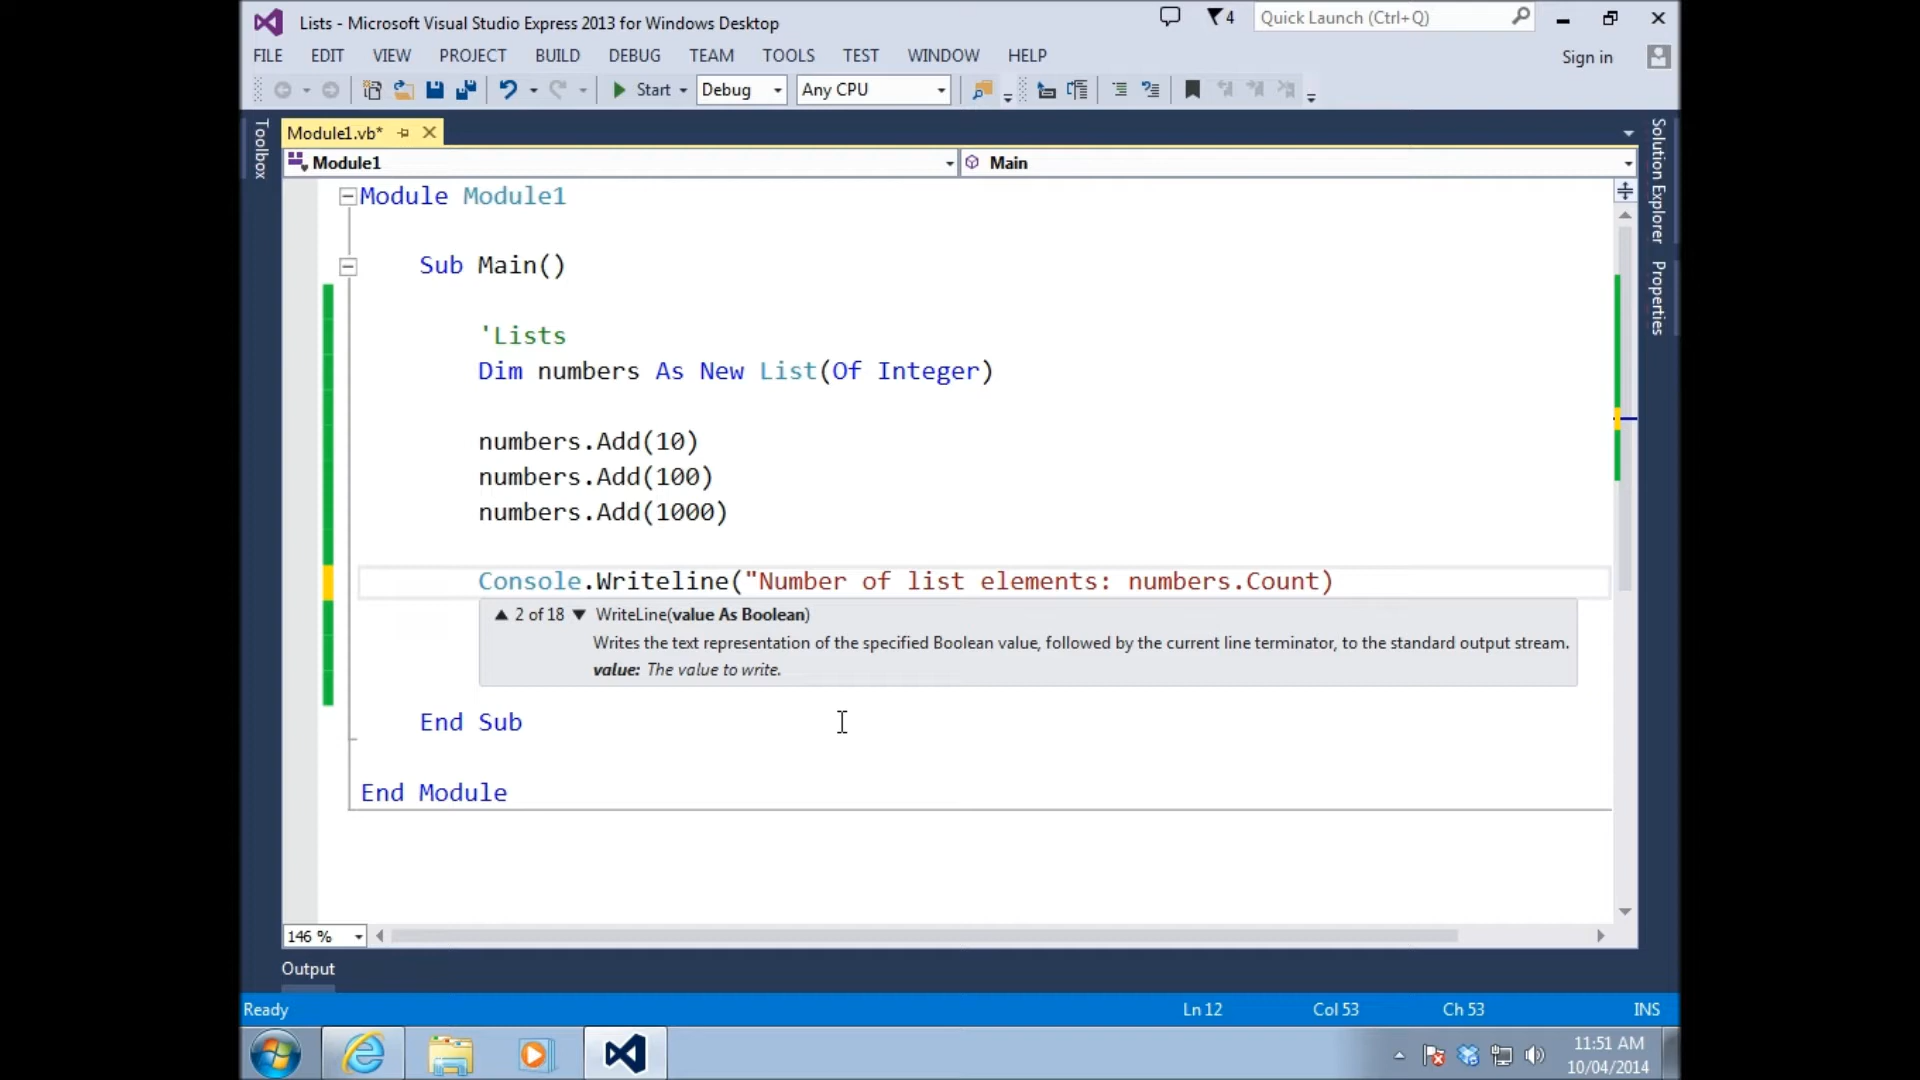 Lists - Microsoft Visual Studio Express 2013 for Windows Desktop
4
Quick Launch (Ctrl+Q)
FILE EDIT VIEW PROJECT BUILD DEBUG TEAM TOOLS TEST WINDOW HELP
Sign in
Start Debug Any CPU
Toolbox
Module1.vb*
Solution Explorer
Properties
Module1 Main
Module Module1
Sub Main()
'Lists
Dim numbers As New List(Of Integer)
numbers.Add(10)
numbers.Add(100)
numbers.Add(1000)
Console.Writeline("Number of list elements: numbers.Count)
▲ 2 of 18 ▼ WriteLine(value As Boolean)
Writes the text representation of the specified Boolean value, followed by the current line terminator, to the standard output stream.
value: The value to write.
End Sub
End Module
146 %
Output
Ready Ln 12 Col 53 Ch 53 INS
11:51 AM
10/04/2014